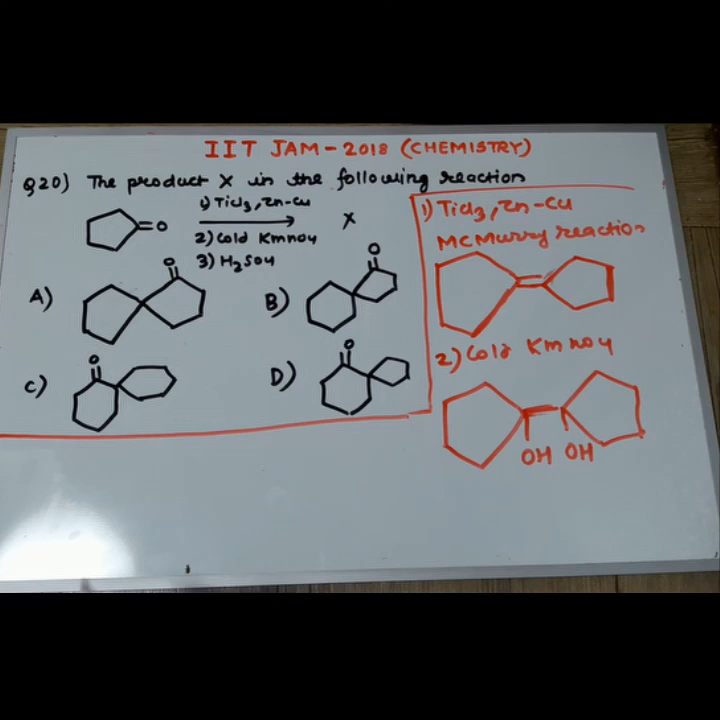 IIT JAM-2018 (CHEMISTRY)
Q20) The product X in the following reaction
=O
1) TiCl3, Zn-Cu
2) Cold KMnO4
3) H2SO4
X
A)
O
B)
O
C)
O
D)
O
1) TiCl3, Zn-Cu
McMurry reaction
2) Cold KMnO4
OH OH